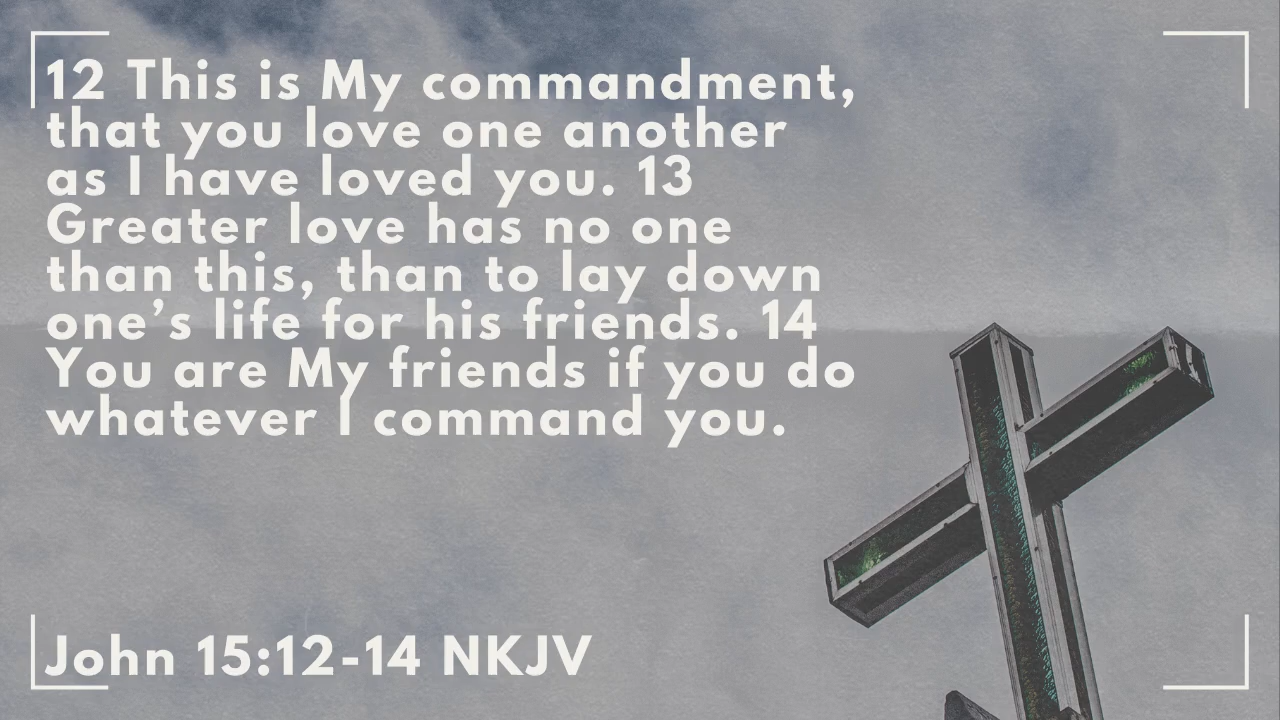 12 This is My commandment,
that you love one another
as I have loved you. 13
Greater love has no one
than this, than to lay down
one’s life for his friends. 14
You are My friends if you do
whatever I command you.
John 15:12-14 NKJV